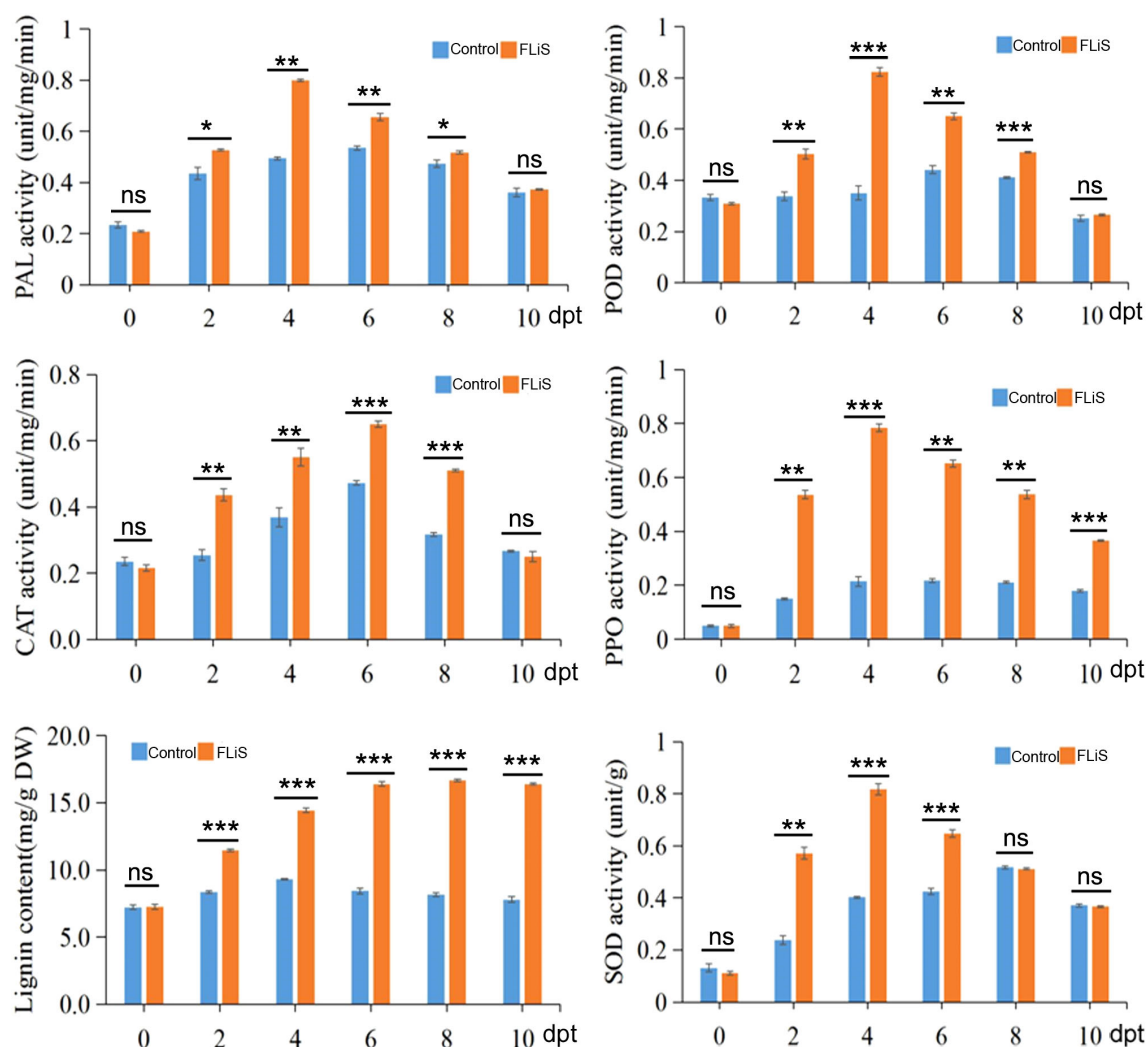 PAL activity (unit/mg/min)
1
0.8
0.6
0.4
0.2
0
Control FLiS
ns
*
**
**
*
ns
0 2 4 6 8 10 dpt
POD activity (unit/mg/min)
1
0.8
0.6
0.4
0.2
0
Control FLiS
ns
**
***
**
***
ns
0 2 4 6 8 10 dpt
CAT activity (unit/mg/min)
0.8
0.6
0.4
0.2
0.0
Control FLiS
ns
**
**
***
***
ns
0 2 4 6 8 10 dpt
PPO activity (unit/mg/min)
1
0.8
0.6
0.4
0.2
0
Control FLiS
ns
**
***
**
**
***
0 2 4 6 8 10 dpt
Lignin content(mg/g DW)
20.0
15.0
10.0
5.0
0.0
Control FLiS
ns
***
***
***
***
***
0 2 4 6 8 10 dpt
SOD activity (unit/g)
1
0.8
0.6
0.4
0.2
0
Control FLiS
ns
**
***
***
ns
ns
0 2 4 6 8 10 dpt